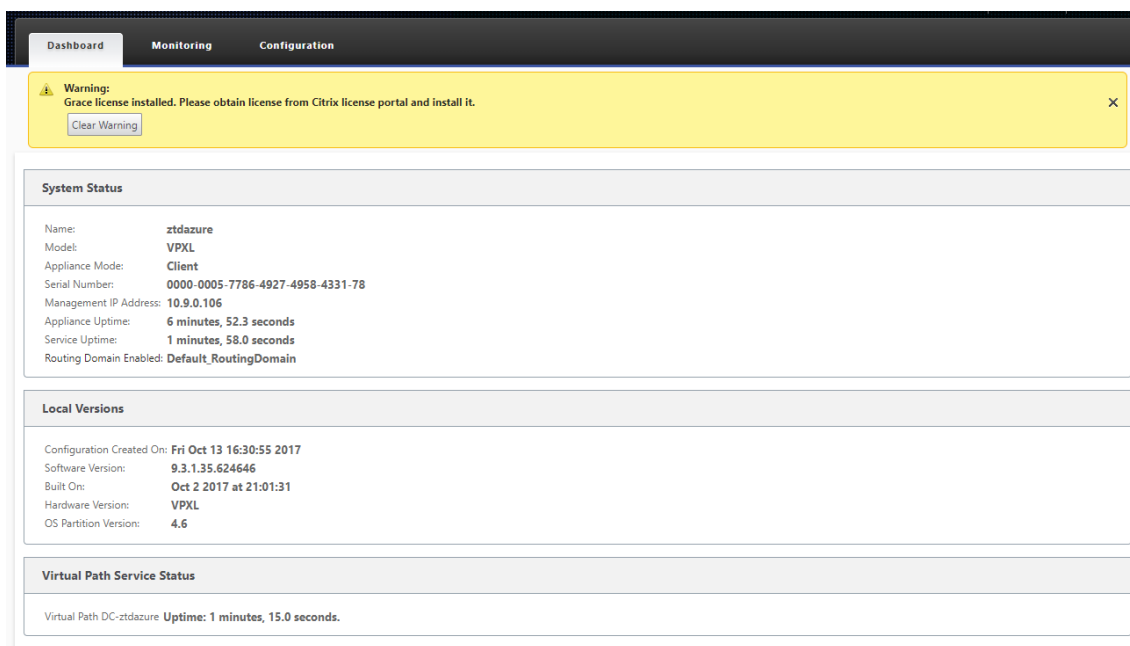 Dashboard Monitoring Configuration
Warning:
Grace license installed. Please obtain license from Citrix license portal and install it.
Clear Warning
System Status
Name: ztdazure
Model: VPXL
Appliance Mode: Client
Serial Number: 0000-0005-7786-4927-4958-4331-78
Management IP Address: 10.9.0.106
Appliance Uptime: 6 minutes, 52.3 seconds
Service Uptime: 1 minutes, 58.0 seconds
Routing Domain Enabled: Default_RoutingDomain
Local Versions
Configuration Created On: Fri Oct 13 16:30:55 2017
Software Version: 9.3.1.35.624646
Built On: Oct 2 2017 at 21:01:31
Hardware Version: VPXL
OS Partition Version: 4.6
Virtual Path Service Status
Virtual Path DC-ztdazure Uptime: 1 minutes, 15.0 seconds.